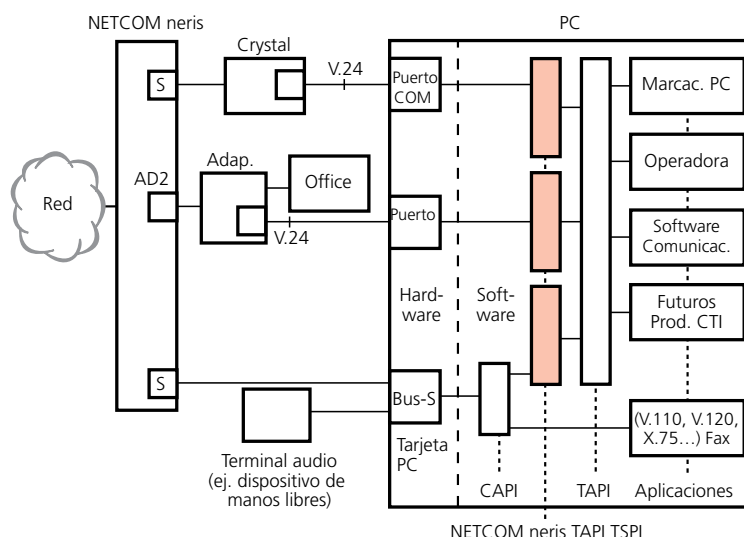 NETCOM neris
PC
Crystal
V.24
S
Puerto
COM
Marcac. PC
Red
AD2
Adap.
Office
V.24
Puerto
Operadora
Software
Comunicac.
Hard-
ware
Soft-
ware
Futuros
Prod. CTI
S
Bus-S
Terminal audio
(ej. dispositivo de
manos libres)
Tarjeta
PC
(V.110, V.120,
X.75...) Fax
CAPI
TAPI
Aplicaciones
NETCOM neris TAPI TSPI